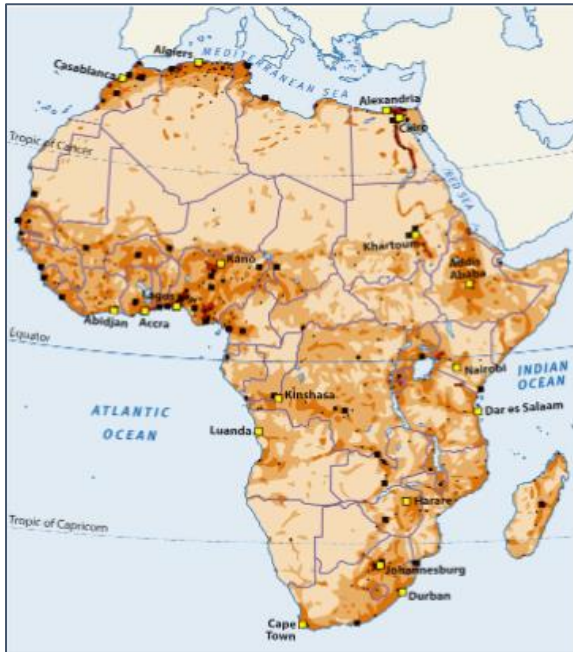 Algiers
MEDITERRANEAN SEA
Casablanca
Alexandria
Cairo
Tropic of Cancer
RED SEA
Khartoum
Kano
Addis
Ababa
Lagos
Abidjan
Accra
Equator
Nairobi
INDIAN
OCEAN
Kinshasa
ATLANTIC
OCEAN
Dar es Salaam
Luanda
Harare
Tropic of Capricorn
Johannesburg
Durban
Cape
Town